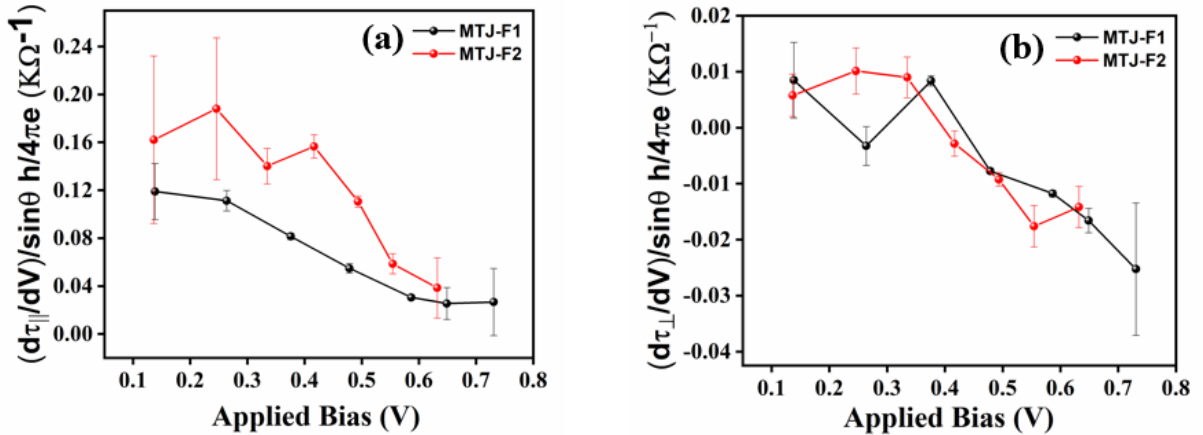 (a)
MTJ-F1
MTJ-F2
(dτ∥/dV)/sinθ h/4πe (KΩ⁻¹)
0.24
0.20
0.16
0.12
0.08
0.04
0.00
0.1 0.2 0.3 0.4 0.5 0.6 0.7 0.8
Applied Bias (V)
(b)
MTJ-F1
MTJ-F2
(dτ⊥/dV)/sinθ h/4πe (KΩ⁻¹)
0.02
0.01
0.00
-0.01
-0.02
-0.03
-0.04
0.1 0.2 0.3 0.4 0.5 0.6 0.7 0.8
Applied Bias (V)